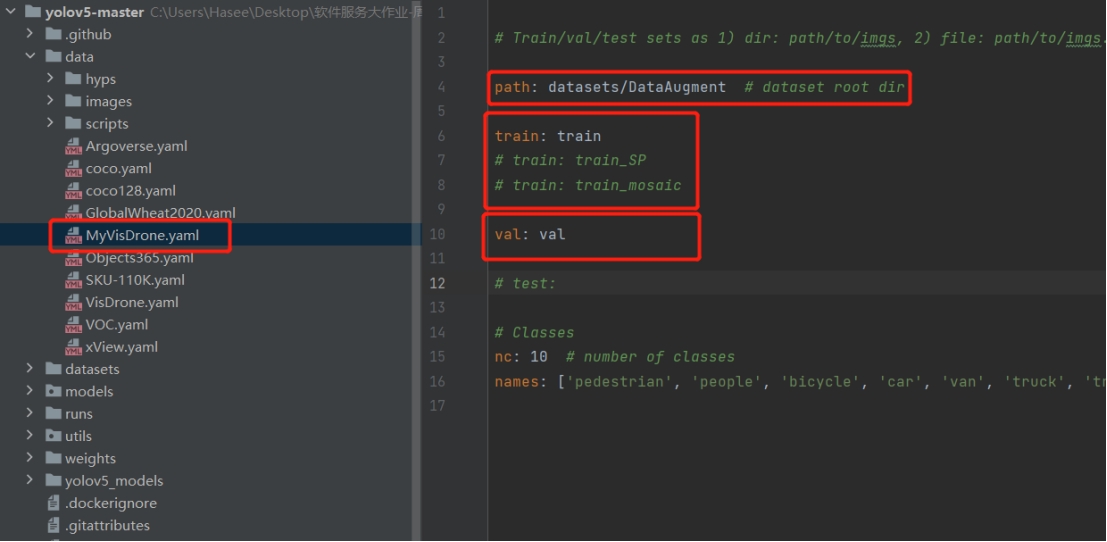 yolov5-master C:\Users\Hasee\Desktop\软件服务大作业-周
.github
data
hyps
images
scripts
Argoverse.yaml
coco.yaml
coco128.yaml
GlobalWheat2020.yaml
MyVisDrone.yaml
Objects365.yaml
SKU-110K.yaml
VisDrone.yaml
VOC.yaml
xView.yaml
datasets
models
runs
utils
weights
yolov5_models
.dockerignore
.gitattributes
1
2 # Train/val/test sets as 1) dir: path/to/imgs, 2) file: path/to/imgs.
3
4 path: datasets/DataAugment # dataset root dir
5
6 train: train
7 # train: train_SP
8 # train: train_mosaic
9
10 val: val
11
12 # test:
13
14 # Classes
15 nc: 10 # number of classes
16 names: ['pedestrian', 'people', 'bicycle', 'car', 'van', 'truck',
17